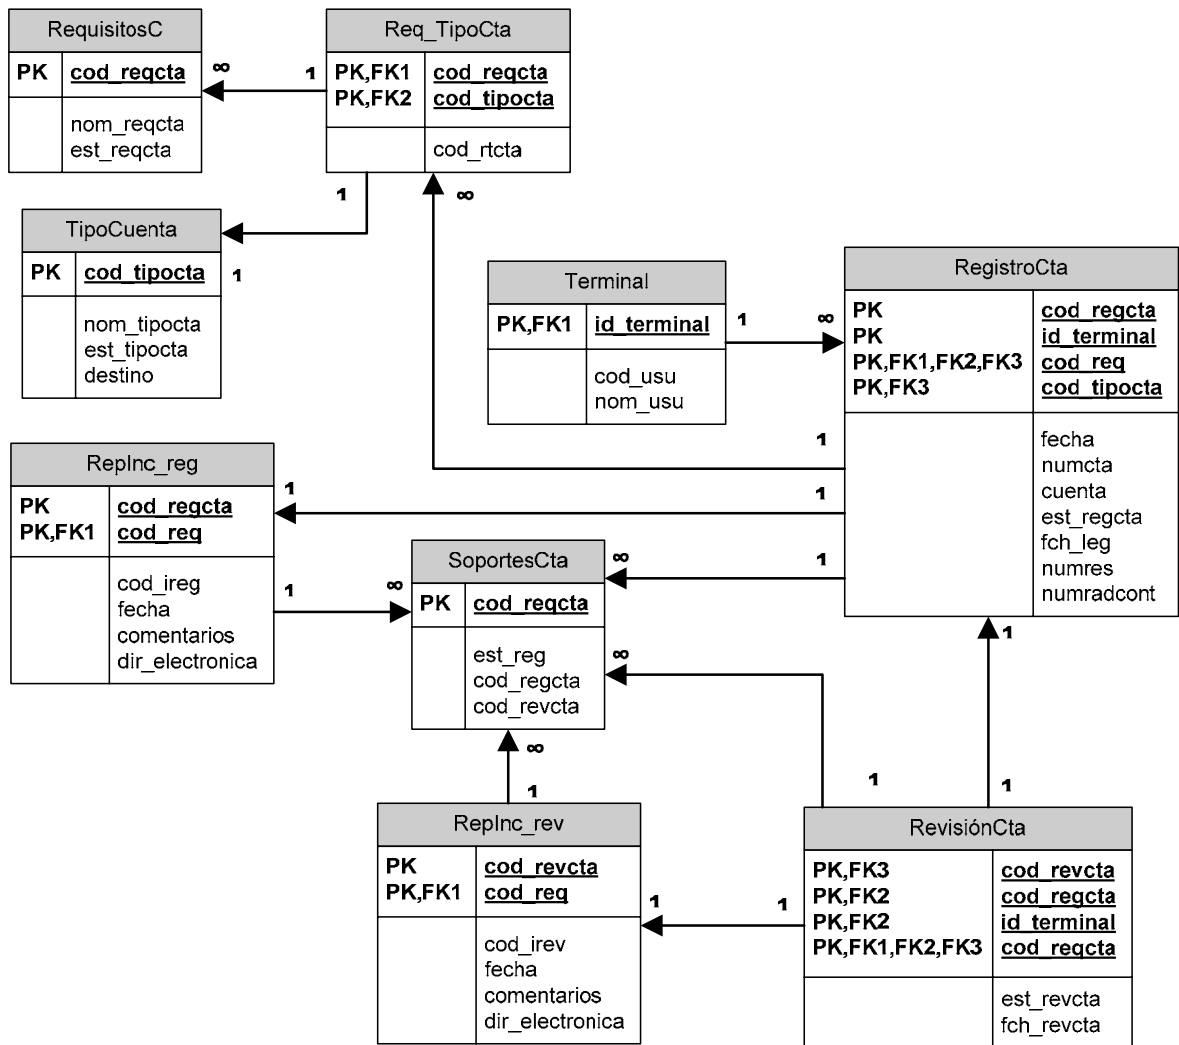 RequisitosC
PK cod_reqcta
nom_reqcta
est_reqcta
∞ 1
Req_TipoCta
PK,FK1 cod_reqcta
PK,FK2 cod_tipocta
cod_rtcta
1
1
∞
TipoCuenta
PK cod_tipocta
nom_tipocta
est_tipocta
destino
Terminal
PK,FK1 id_terminal
cod_usu
nom_usu
1 ∞
RegistroCta
PK cod_regcta
PK id_terminal
PK,FK1,FK2,FK3 cod_req
PK,FK3 cod_tipocta
fecha
numcta
cuenta
est_regcta
fch_leg
numres
numradcont
1
1
1
1
RepInc_reg
PK cod_regcta
PK,FK1 cod_req
cod_ireg
fecha
comentarios
dir_electronica
1
1 ∞
SoportesCta
PK cod_reqcta
est_reg
cod_regcta
cod_revcta
∞
∞
∞
1
RepInc_rev
PK cod_revcta
PK,FK1 cod_req
cod_irev
fecha
comentarios
dir_electronica
1 1
1
1
RevisiónCta
PK,FK3 cod_revcta
PK,FK2 cod_regcta
PK,FK2 id_terminal
PK,FK1,FK2,FK3 cod_reqcta
est_revcta
fch_revcta